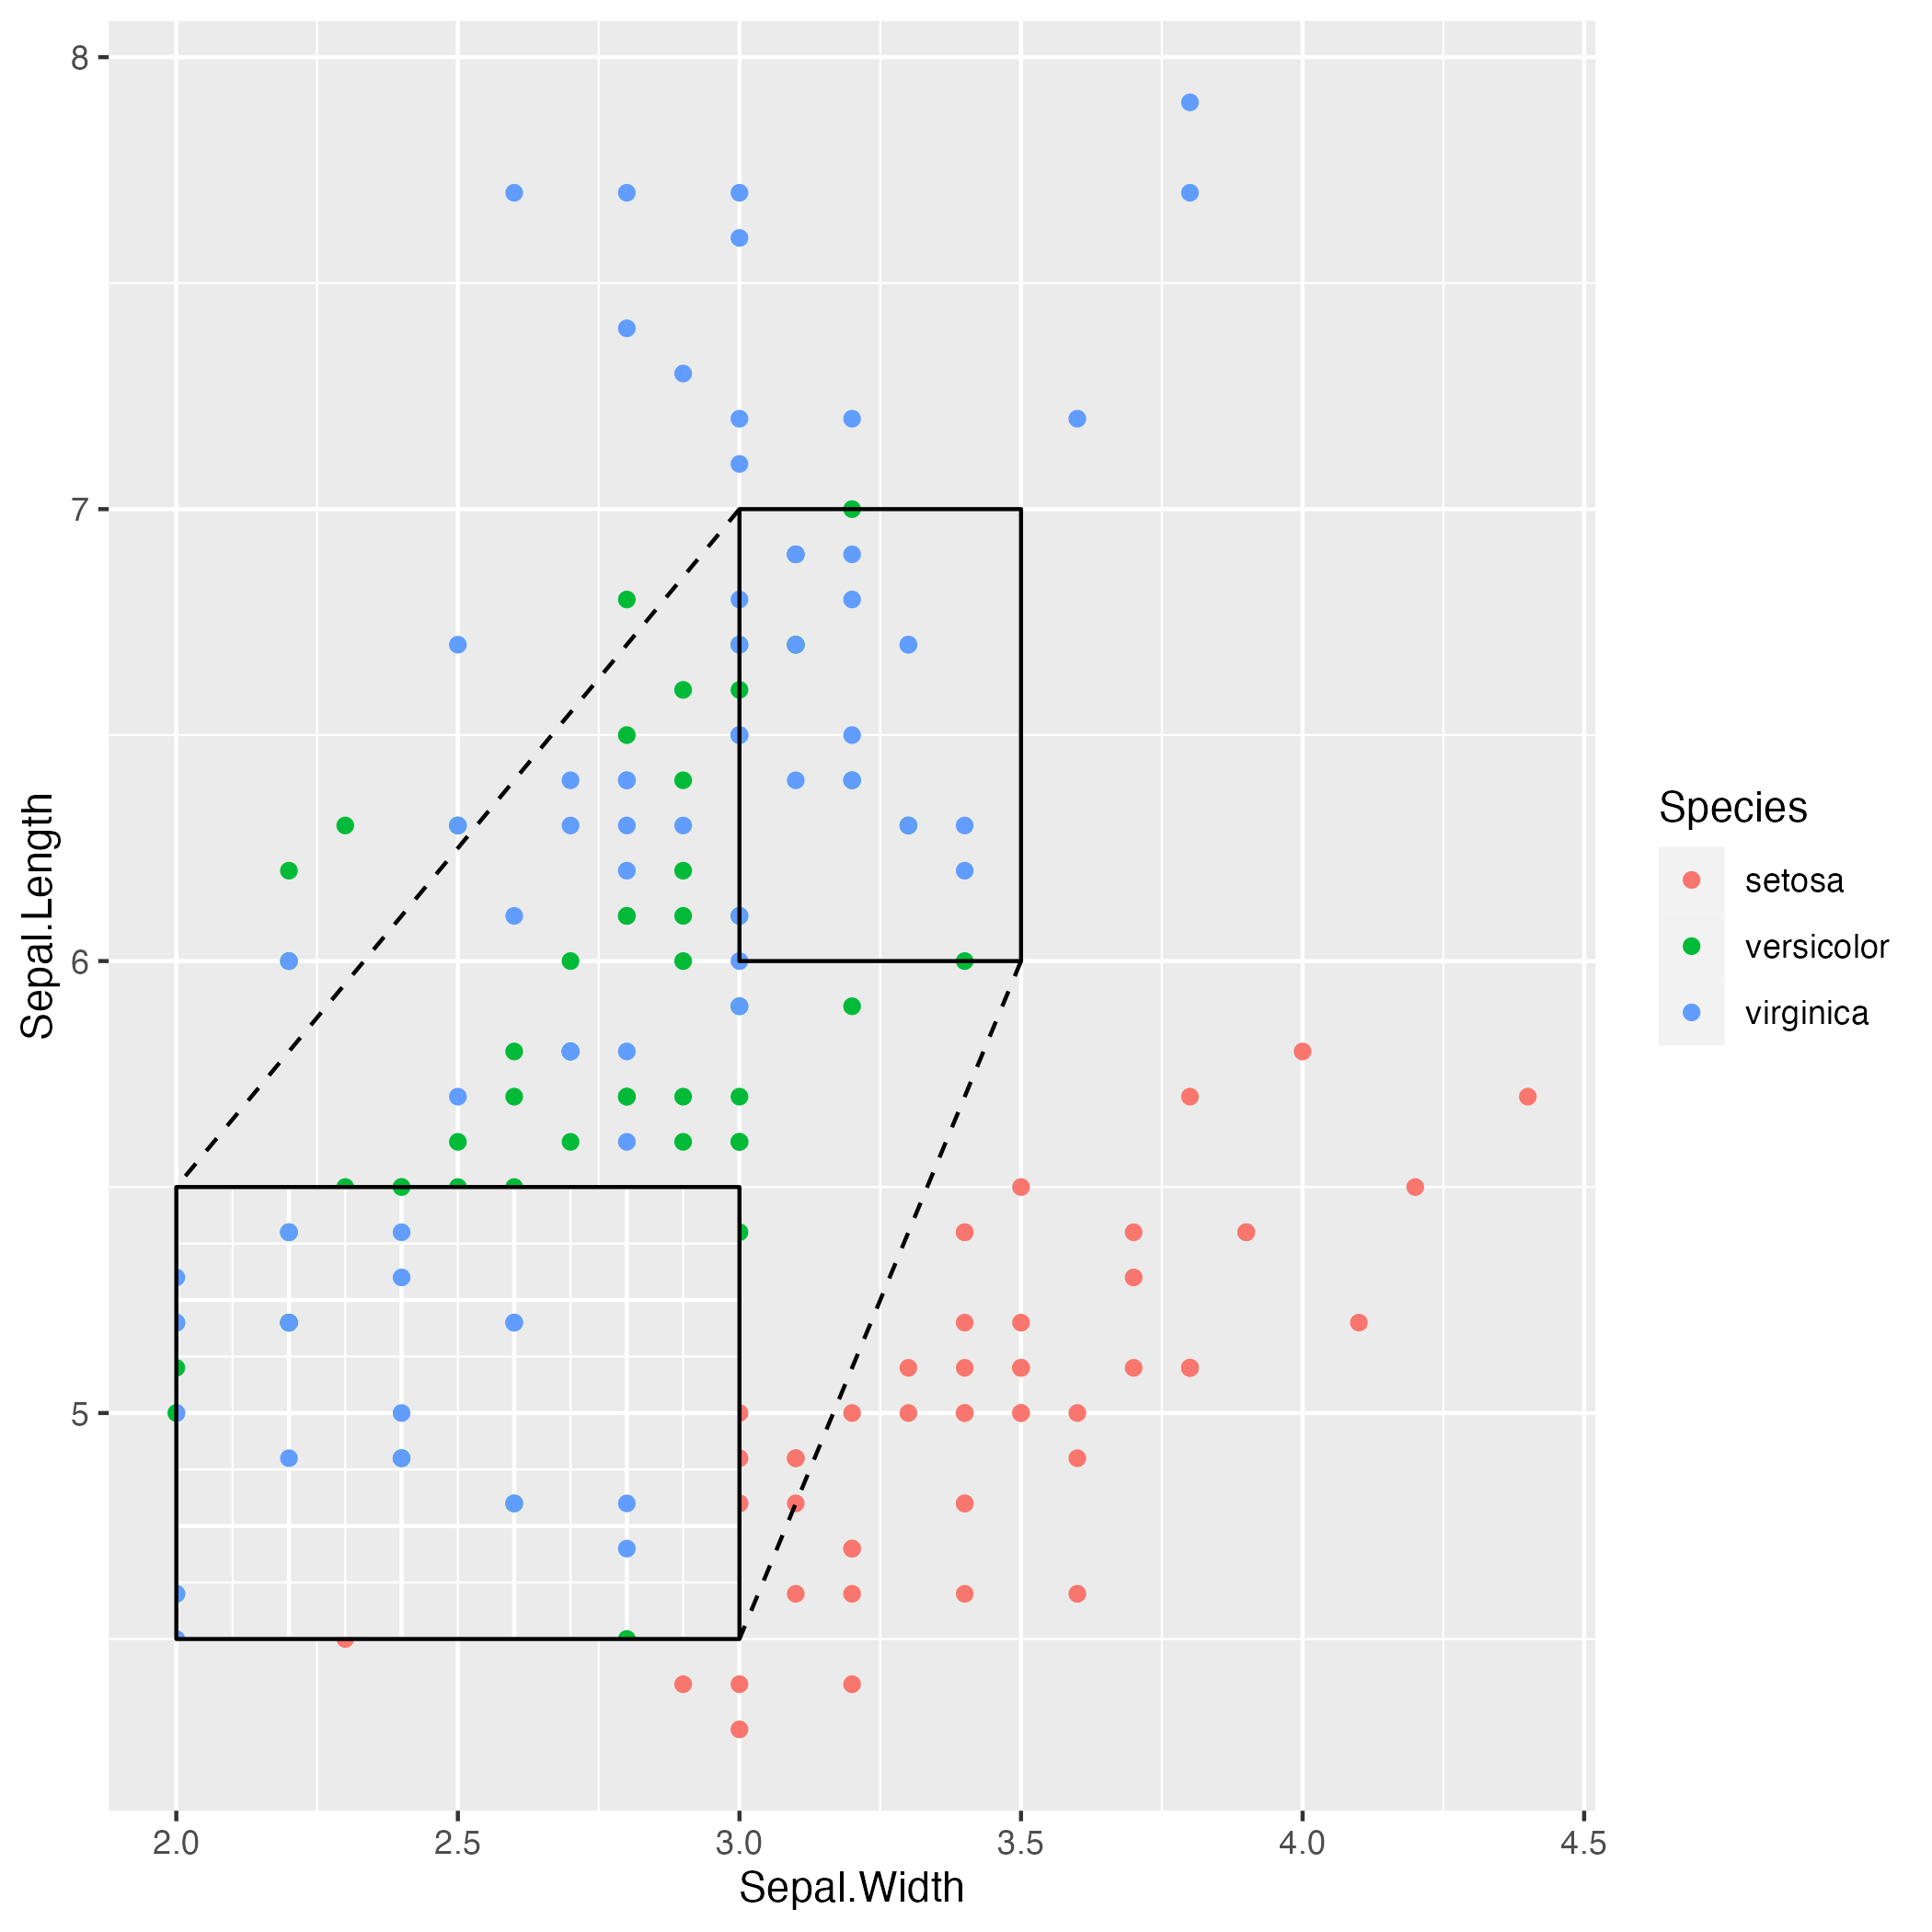 8
7
6
5
Sepal.Length
2.0 2.5 3.0 3.5 4.0 4.5
Sepal.Width
Species
setosa
versicolor
virginica